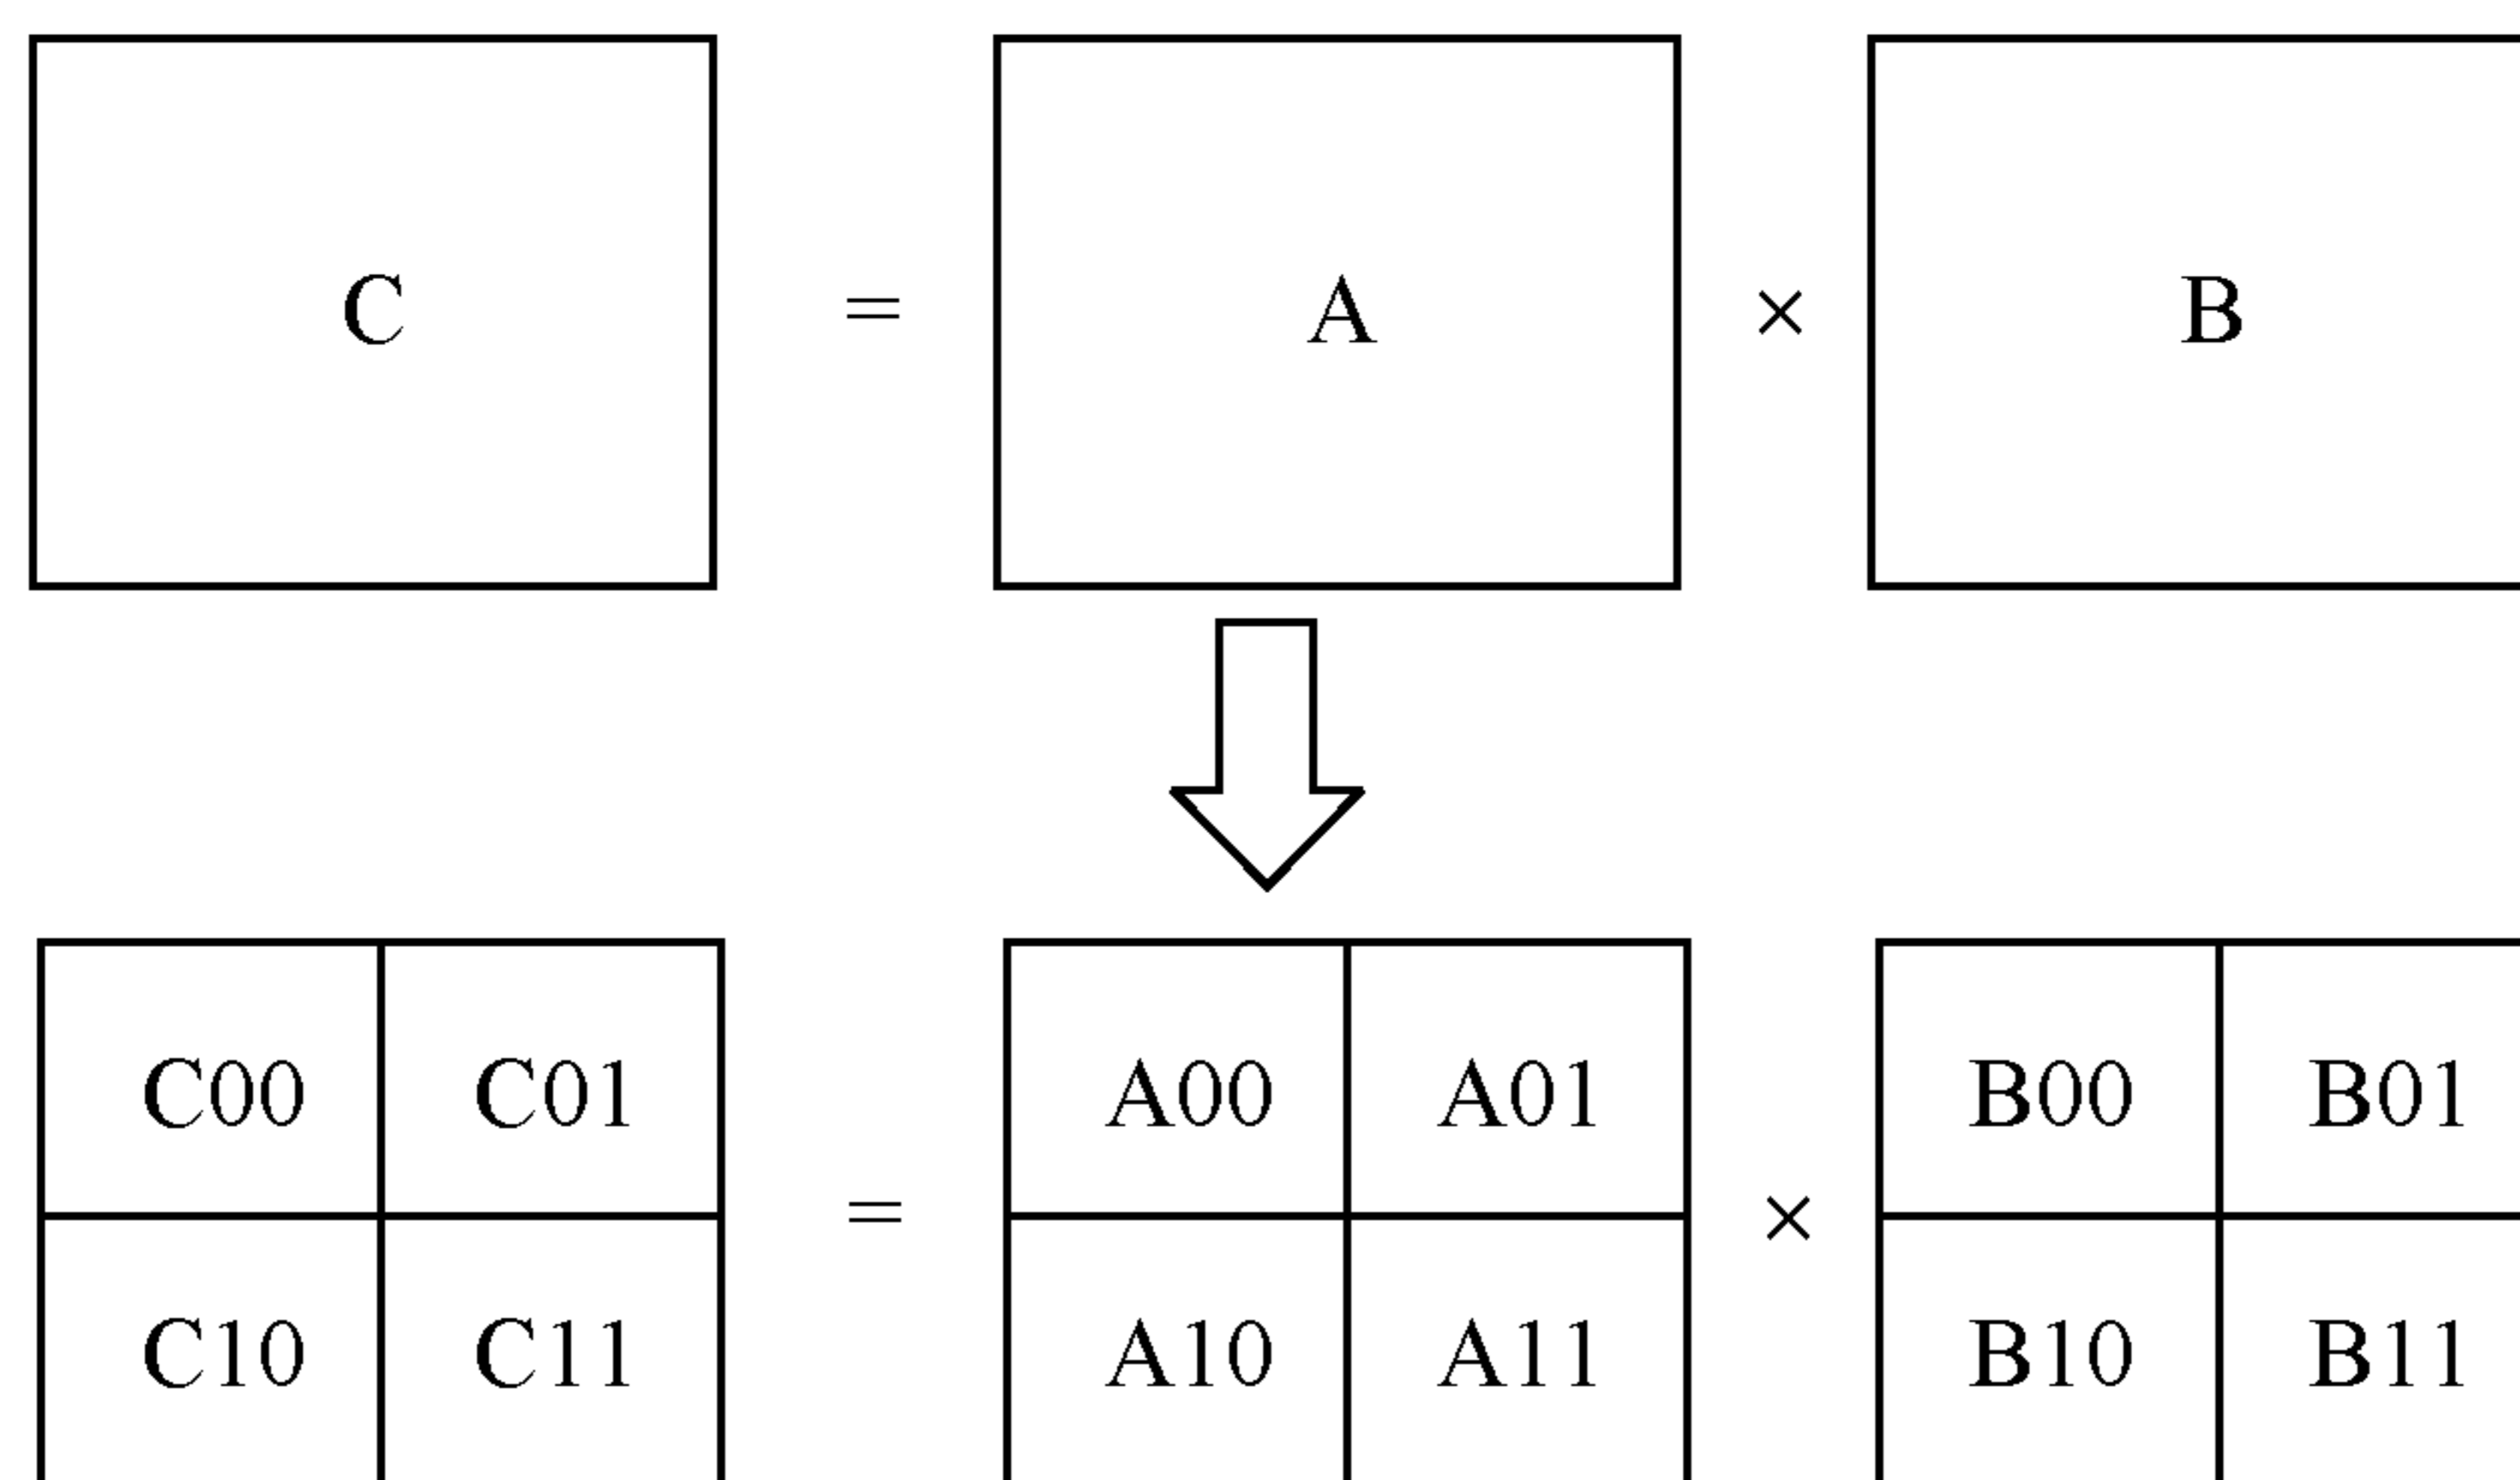 C = A × B
C00 C01 A00 A01 B00 B01
= ×
C10 C11 A10 A11 B10 B11